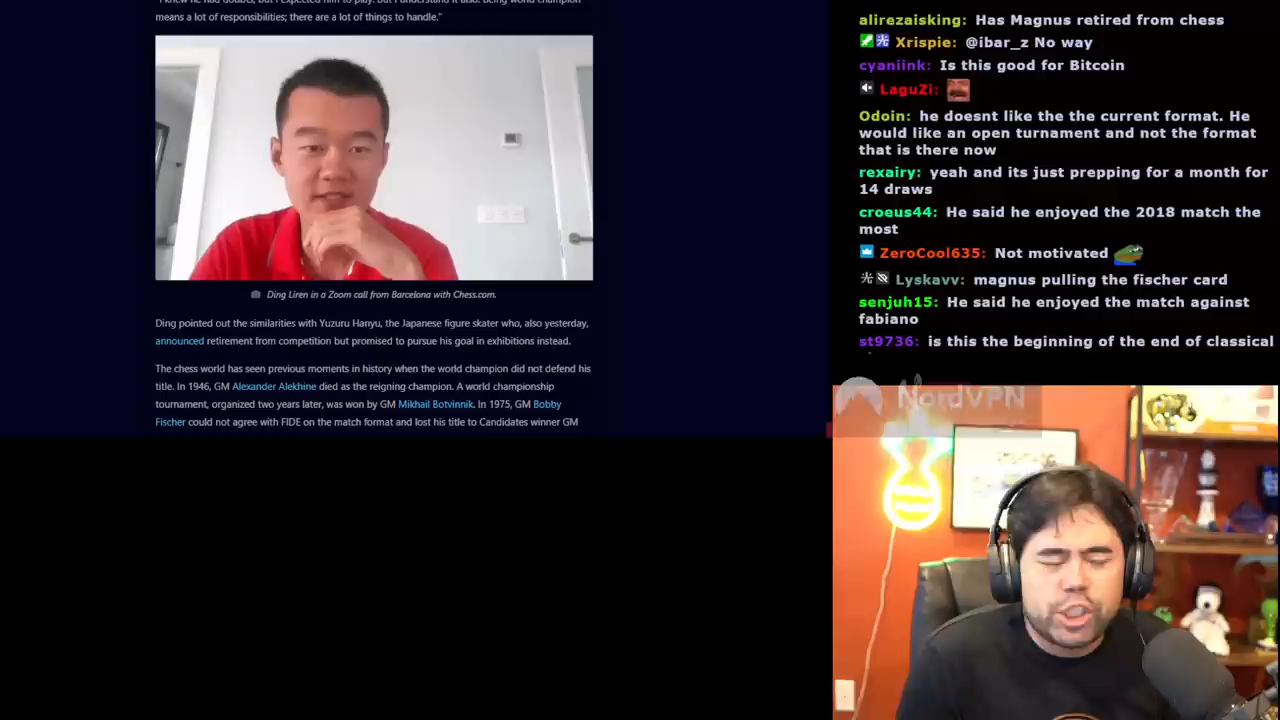 means a lot of responsibilities; there are a lot of things to handle."
Ding Liren in a Zoom call from Barcelona with Chess.com.
Ding pointed out the similarities with Yuzuru Hanyu, the Japanese figure skater who, also yesterday,
announced retirement from competition but promised to pursue his goal in exhibitions instead.
The chess world has seen previous moments in history when the world champion did not defend his
title. In 1946, GM Alexander Alekhine died as the reigning champion. A world championship
tournament, organized two years later, was won by GM Mikhail Botvinnik. In 1975, GM Bobby
Fischer could not agree with FIDE on the match format and lost his title to Candidates winner GM
alirezaisking: Has Magnus retired from chess
Xrispie: @ibar_z No way
cyaniink: Is this good for Bitcoin
LaguZi:
Odoin: he doesnt like the the current format. He
would like an open turnament and not the format
that is there now
rexairy: yeah and its just prepping for a month for
14 draws
croeus44: He said he enjoyed the 2018 match the
most
ZeroCool635: Not motivated
Lyskavv: magnus pulling the fischer card
senjuh15: He said he enjoyed the match against
fabiano
st9736: is this the beginning of the end of classical
NordVPN